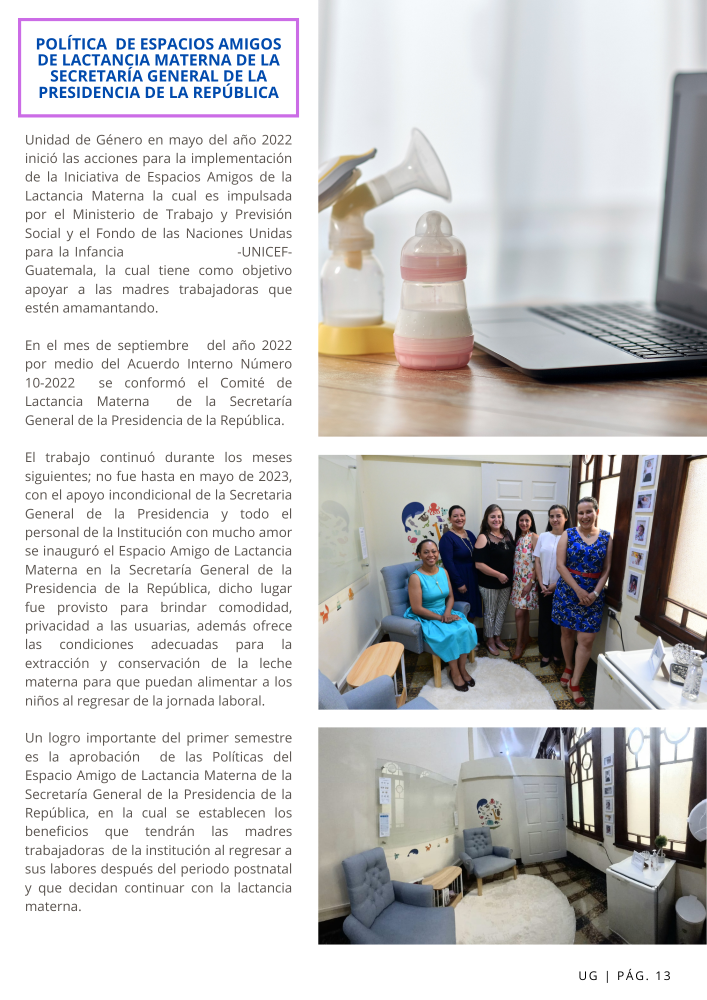 POLÍTICA DE ESPACIOS AMIGOS
DE LACTANCIA MATERNA DE LA
SECRETARÍA GENERAL DE LA
PRESIDENCIA DE LA REPÚBLICA
Unidad de Género en mayo del año 2022
inició las acciones para la implementación
de la Iniciativa de Espacios Amigos de la
Lactancia Materna la cual es impulsada
por el Ministerio de Trabajo y Previsión
Social y el Fondo de las Naciones Unidas
para la Infancia -UNICEF-
Guatemala, la cual tiene como objetivo
apoyar a las madres trabajadoras que
estén amamantando.
En el mes de septiembre del año 2022
por medio del Acuerdo Interno Número
10-2022 se conformó el Comité de
Lactancia Materna de la Secretaría
General de la Presidencia de la República.
El trabajo continuó durante los meses
siguientes; no fue hasta en mayo de 2023,
con el apoyo incondicional de la Secretaria
General de la Presidencia y todo el
personal de la Institución con mucho amor
se inauguró el Espacio Amigo de Lactancia
Materna en la Secretaría General de la
Presidencia de la República, dicho lugar
fue provisto para brindar comodidad,
privacidad a las usuarias, además ofrece
las condiciones adecuadas para la
extracción y conservación de la leche
materna para que puedan alimentar a los
niños al regresar de la jornada laboral.
Un logro importante del primer semestre
es la aprobación de las Políticas del
Espacio Amigo de Lactancia Materna de la
Secretaría General de la Presidencia de la
República, en la cual se establecen los
beneficios que tendrán las madres
trabajadoras de la institución al regresar a
sus labores después del periodo postnatal
y que decidan continuar con la lactancia
materna.
UG | PÁG. 13